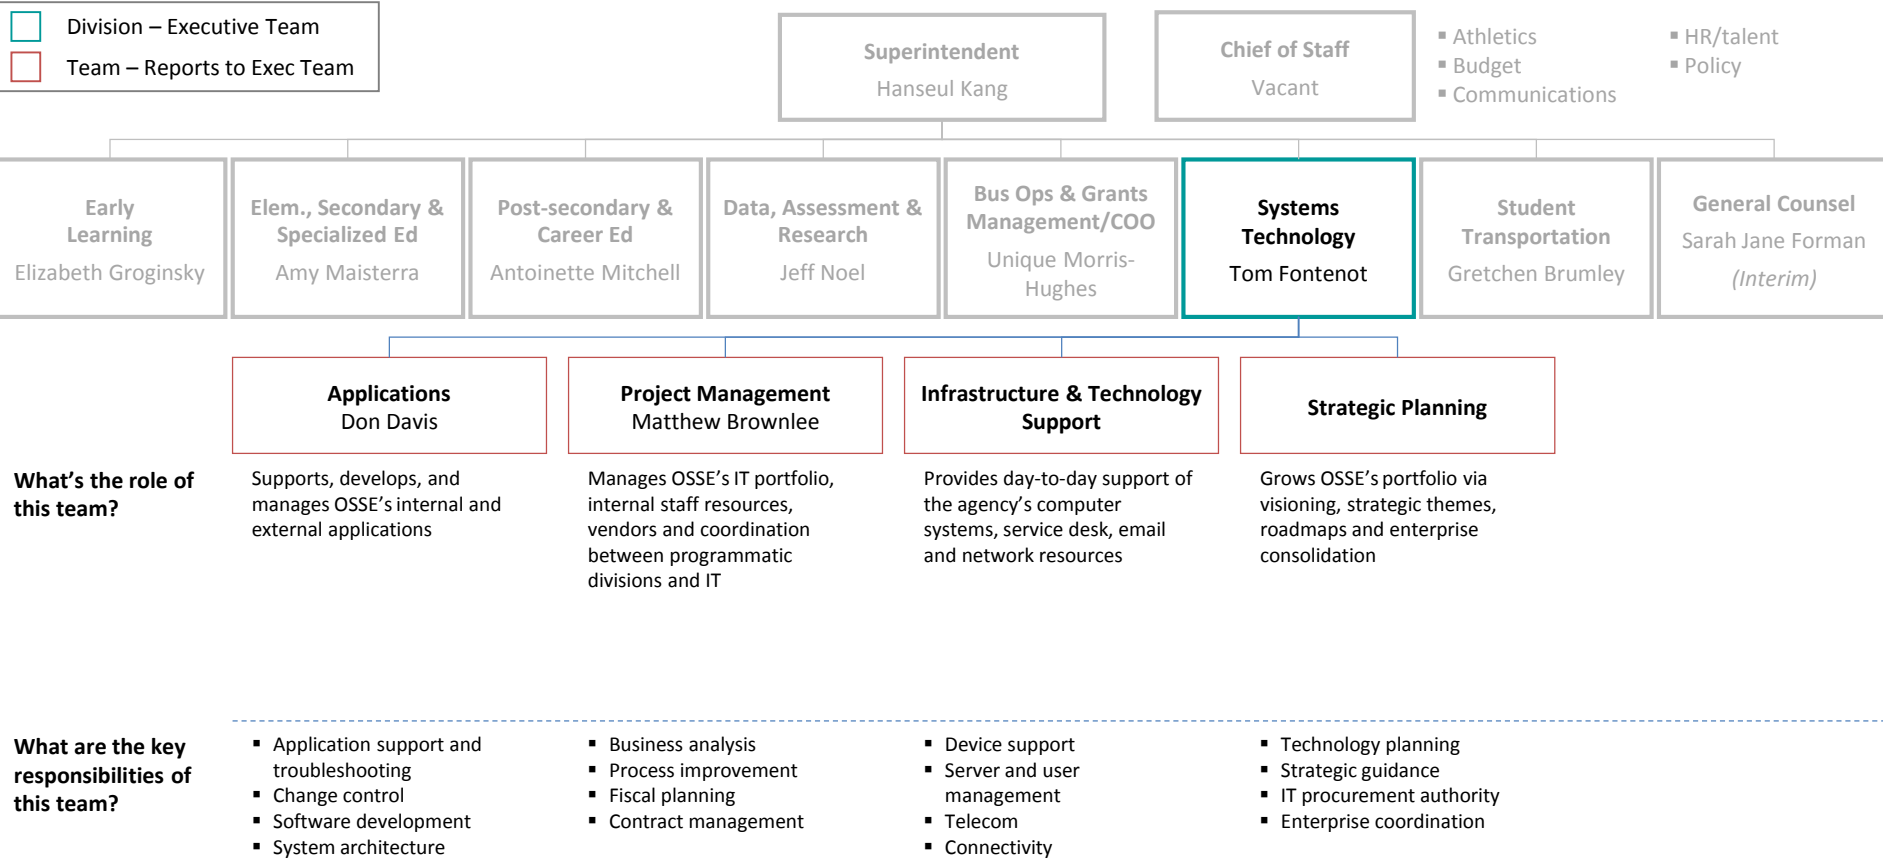 Division – Executive Team
Team – Reports to Exec Team
Superintendent
Hanseul Kang
Chief of Staff
Vacant
▪ Athletics
▪ Budget
▪ Communications
▪ HR/talent
▪ Policy
Early
Learning
Elizabeth Groginsky
Elem., Secondary &
Specialized Ed
Amy Maisterra
Post-secondary &
Career Ed
Antoinette Mitchell
Data, Assessment &
Research
Jeff Noel
Bus Ops & Grants
Management/COO
Unique Morris-
Hughes
Systems
Technology
Tom Fontenot
Student
Transportation
Gretchen Brumley
General Counsel
Sarah Jane Forman
(Interim)
Applications
Don Davis
Project Management
Matthew Brownlee
Infrastructure & Technology
Support
Strategic Planning
What's the role of
this team?
Supports, develops, and
manages OSSE's internal and
external applications
Manages OSSE's IT portfolio,
internal staff resources,
vendors and coordination
between programmatic
divisions and IT
Provides day-to-day support of
the agency's computer
systems, service desk, email
and network resources
Grows OSSE's portfolio via
visioning, strategic themes,
roadmaps and enterprise
consolidation
What are the key
responsibilities of
this team?
▪ Application support and
troubleshooting
▪ Change control
▪ Software development
▪ System architecture
▪ Business analysis
▪ Process improvement
▪ Fiscal planning
▪ Contract management
▪ Device support
▪ Server and user
management
▪ Telecom
▪ Connectivity
▪ Technology planning
▪ Strategic guidance
▪ IT procurement authority
▪ Enterprise coordination